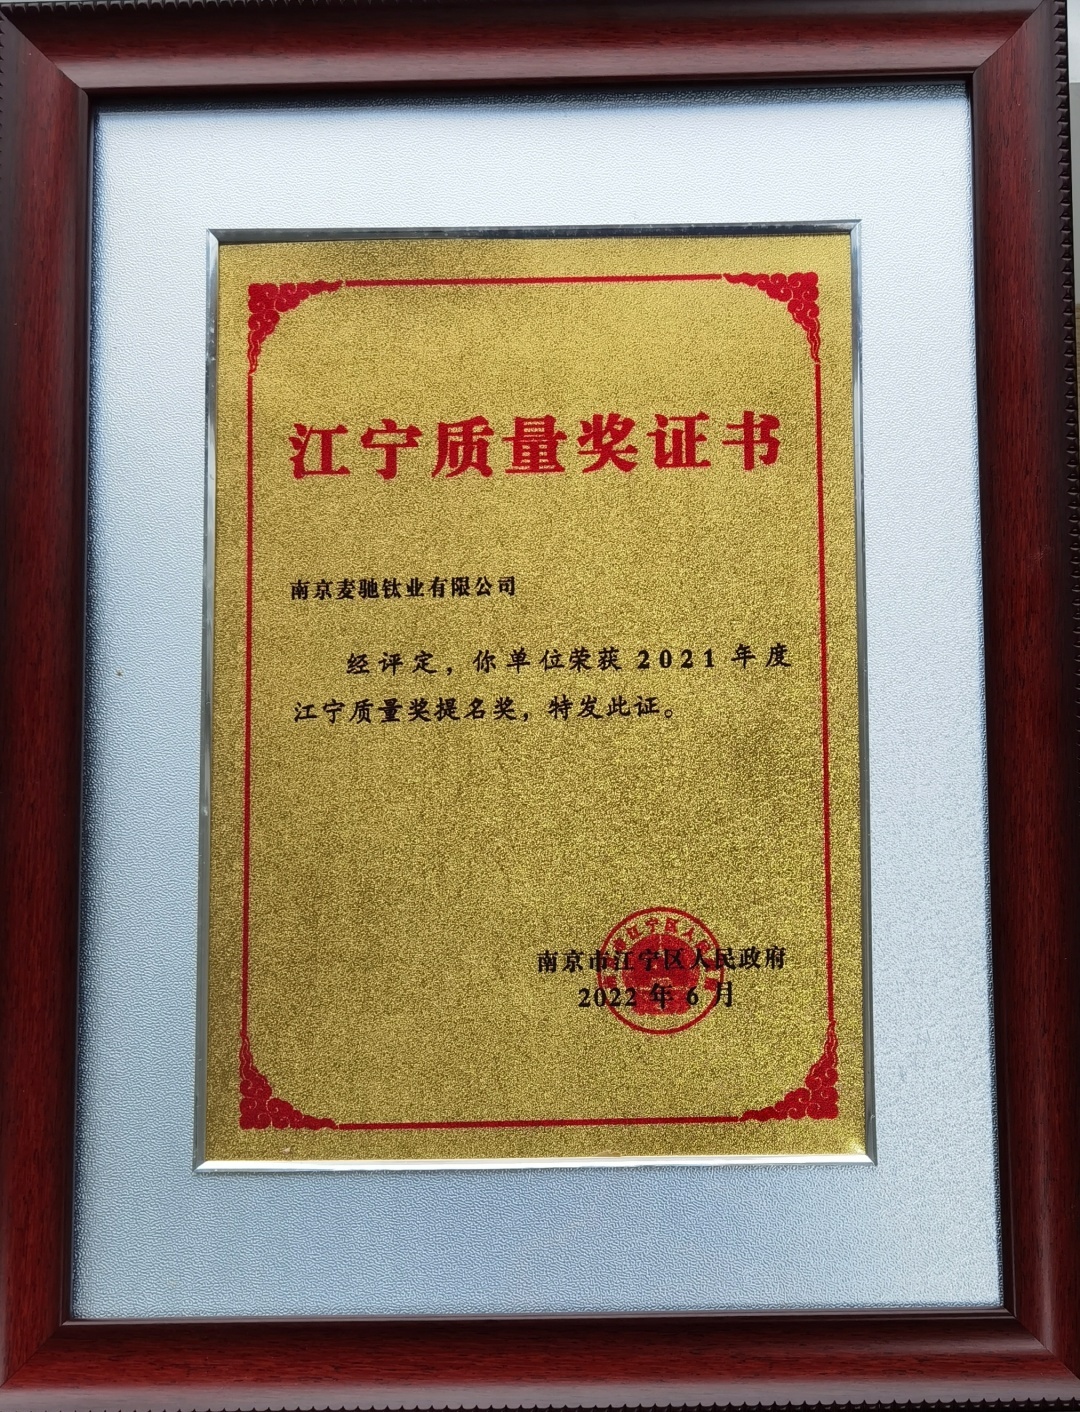 江宁质量奖证书
南京麦驰钛业有限公司
经评定，你单位荣获2021年度
江宁质量奖提名奖，特发此证。
南京市江宁区人民政府
2022年6月